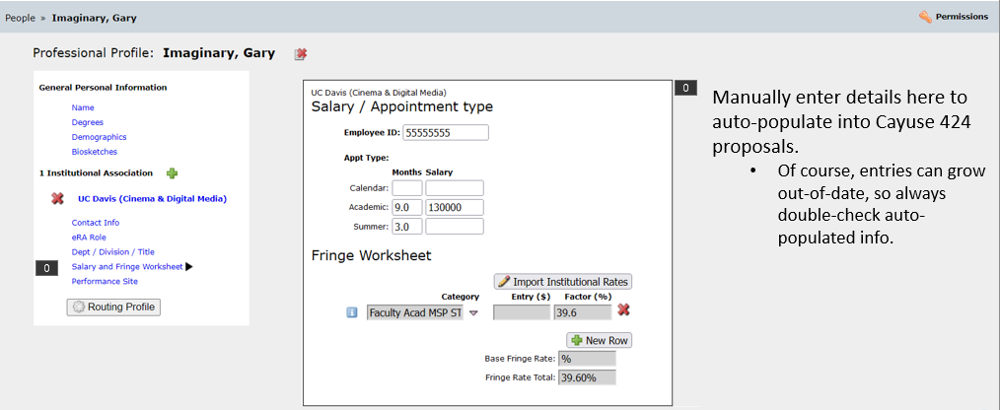 People » Imaginary, Gary
Permissions
Professional Profile: Imaginary, Gary
General Personal Information
Name
Degrees
Demographics
Biosketches
1 Institutional Association
UC Davis (Cinema & Digital Media)
Contact Info
eRA Role
Dept / Division / Title
0
Salary and Fringe Worksheet
Performance Site
Routing Profile
UC Davis (Cinema & Digital Media)
Salary / Appointment type
Employee ID: 55555555
Appt Type:
Months Salary
Calendar:
Academic: 9.0 130000
Summer: 3.0
Fringe Worksheet
Import Institutional Rates
Category Entry ($) Factor (%)
i Faculty Acad MSP ST 39.6
New Row
Base Fringe Rate: %
Fringe Rate Total: 39.60%
0
Manually enter details here to
auto-populate into Cayuse 424
proposals.
• Of course, entries can grow
out-of-date, so always
double-check auto-
populated info.